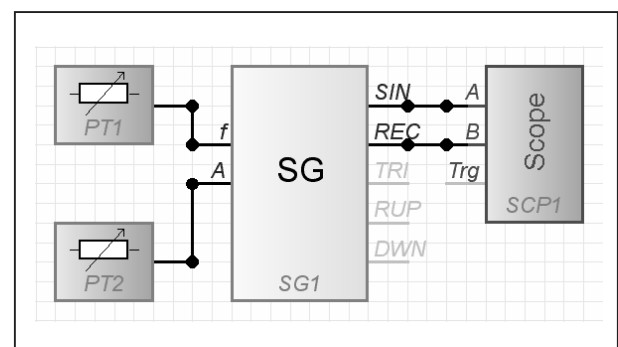 PT1
PT2
f
A
SG
SG1
SIN
REC
TRI
RUP
DWN
A
B
Trg
Scope
SCP1